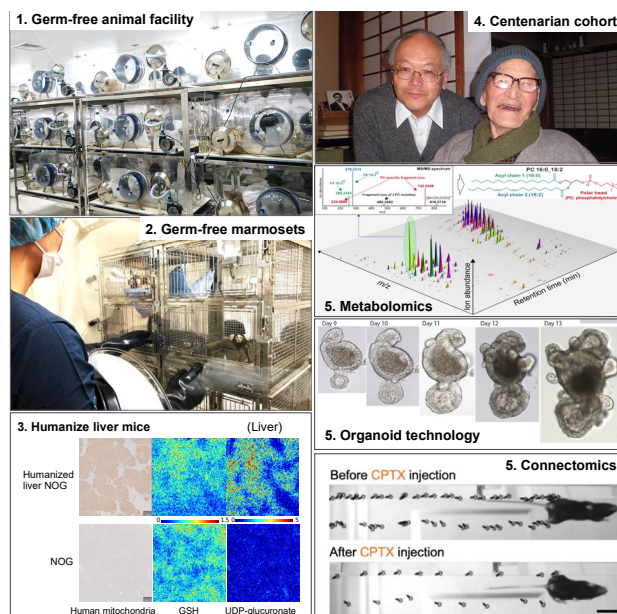 1. Germ-free animal facility
2. Germ-free marmosets
3. Humanize liver mice
(Liver)
Humanized
liver NOG
0 1.5 0 5
NOG
Human mitochondria GSH UDP-glucuronate
4. Centenarian cohort
MS/MS spectrum
PC 16:0_18:2
PC specific fragment ions
Acyl chain 1 (16:0)
Acyl chain 2 (18:2)
Polar head
m/z
Retention time (min)
Ion abundance
5. Metabolomics
Day 9 Day 10 Day 11 Day 12 Day 13
5. Organoid technology
5. Connectomics
Before CPTX injection
After CPTX injection